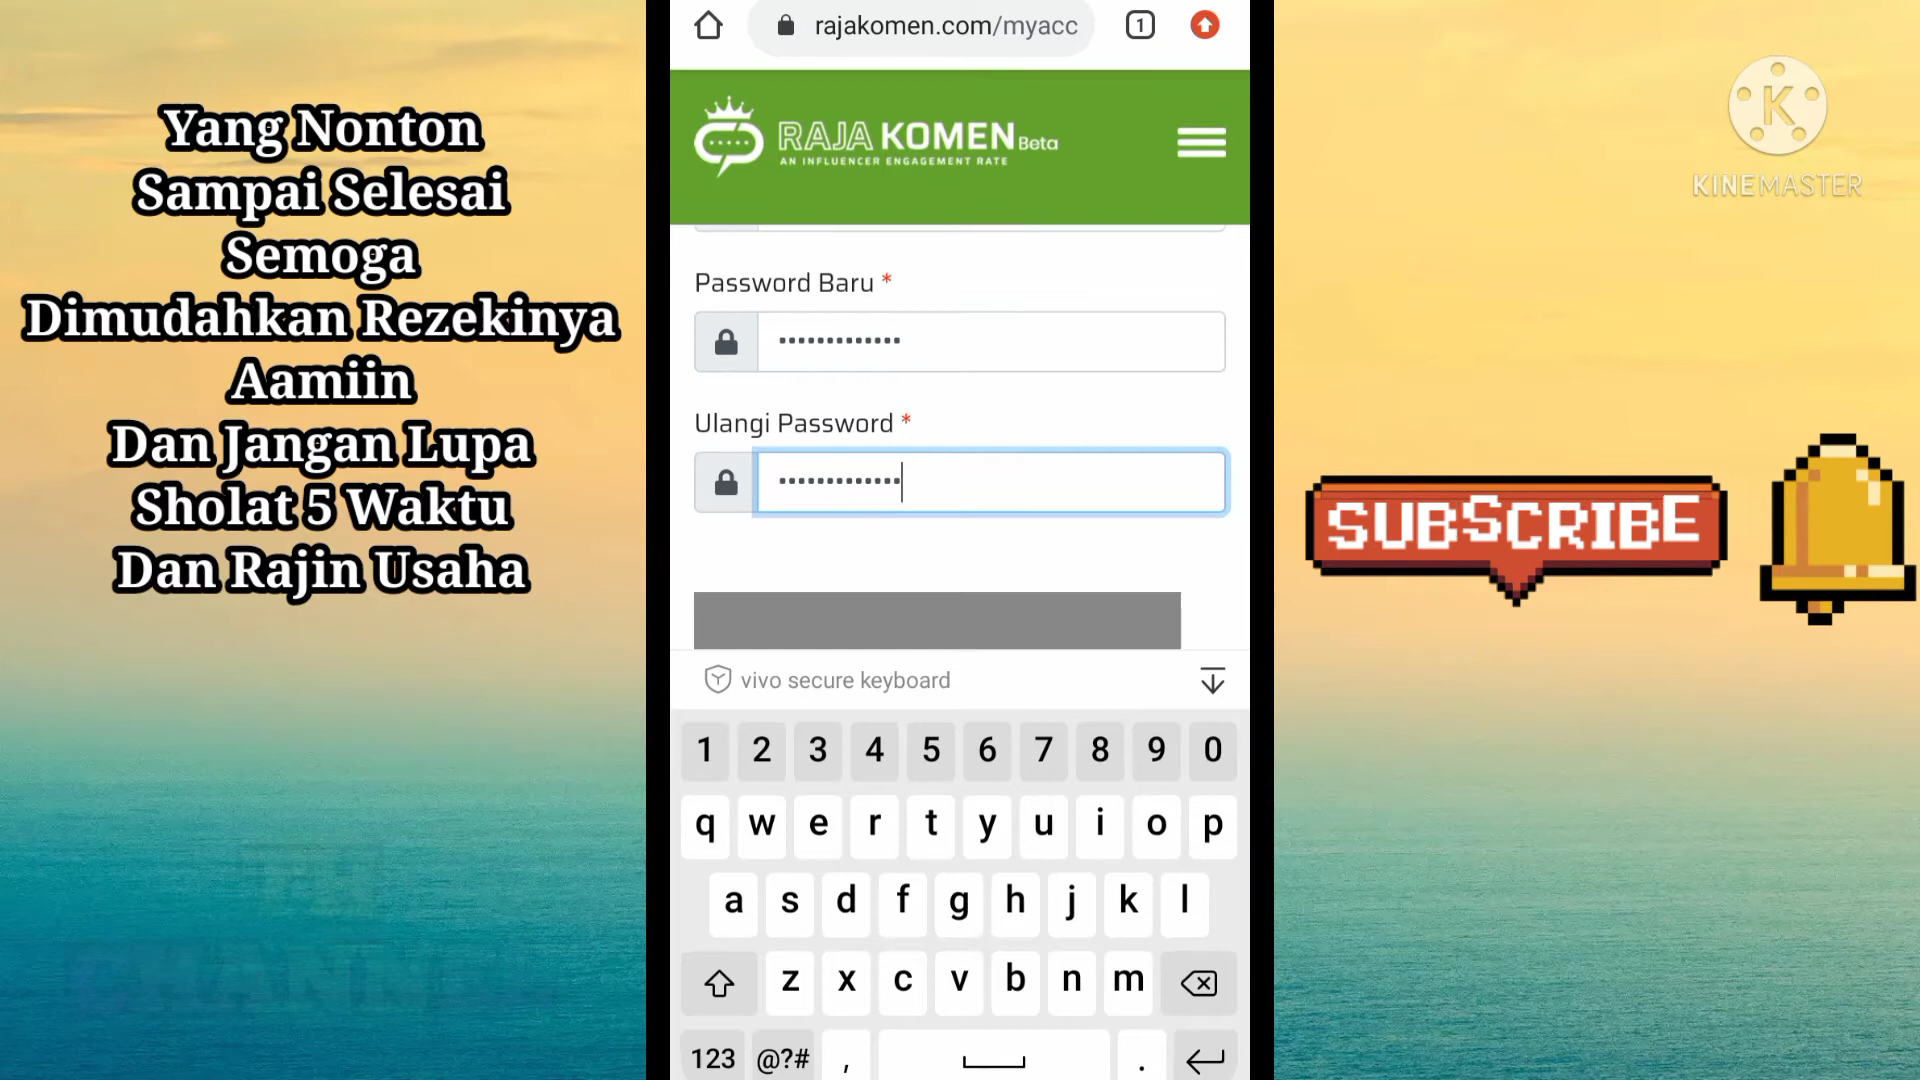 Yang Nonton
Sampai Selesai
Semoga
Dimudahkan Rezekinya
Aamiin
Dan Jangan Lupa
Sholat 5 Waktu
Dan Rajin Usaha
rajakomen.com/myacc
1
RAJA KOMEN Beta
AN INFLUENCER ENGAGEMENT RATE
Password Baru *
•••••••••••••
Ulangi Password *
•••••••••••••
vivo secure keyboard
1 2 3 4 5 6 7 8 9 0
q w e r t y u i o p
a s d f g h j k l
z x c v b n m
123 @?# , .
K
KINEMASTER
SUBSCRIBE